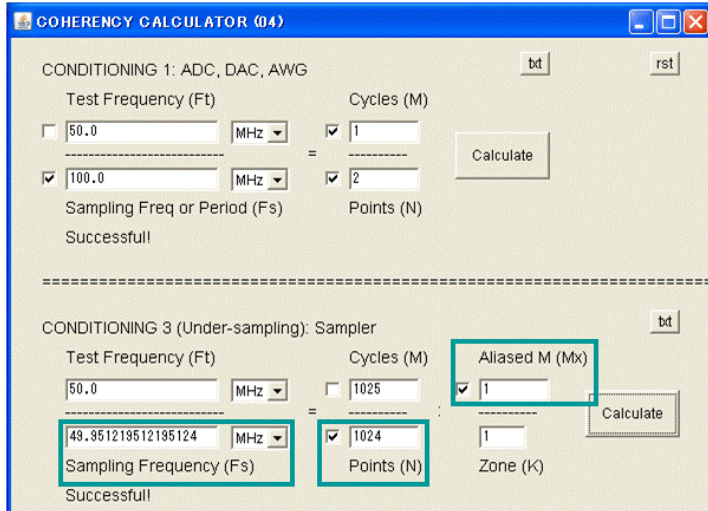 COHERENCY CALCULATOR (04)
CONDITIONING 1: ADC, DAC, AWG
txt
rst
Test Frequency (Ft)
Cycles (M)
50.0
MHz
1
---------------------------
=
----------
Calculate
100.0
MHz
2
Sampling Freq or Period (Fs)
Points (N)
Successful!
========================================================================
CONDITIONING 3 (Under-sampling): Sampler
txt
Test Frequency (Ft)
Cycles (M)
Aliased M (Mx)
50.0
MHz
1025
1
---------------------------
=
----------
:
----------
Calculate
49.951219512195124
MHz
1024
1
Sampling Frequency (Fs)
Points (N)
Zone (K)
Successful!